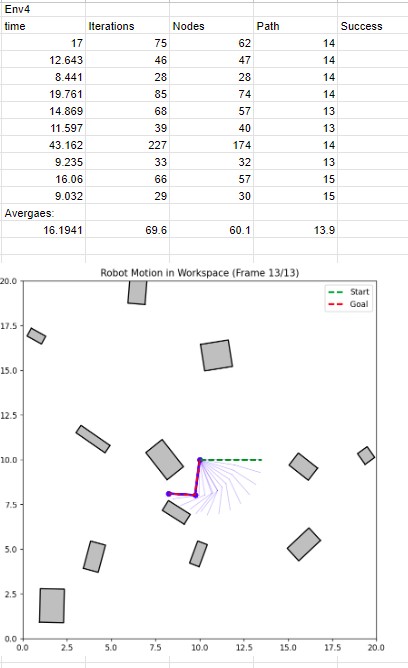 Env4
time Iterations Nodes Path Success
17 75 62 14
12.643 46 47 14
8.441 28 28 14
19.761 85 74 14
14.869 68 57 13
11.597 39 40 13
43.162 227 174 14
9.235 33 32 13
16.06 66 57 15
9.032 29 30 15
Avergaes:
16.1941 69.6 60.1 13.9
Robot Motion in Workspace (Frame 13/13)
20.0
Start
Goal
17.5
15.0
12.5
10.0
7.5
5.0
2.5
0.0
0.0 2.5 5.0 7.5 10.0 12.5 15.0 17.5 20.0